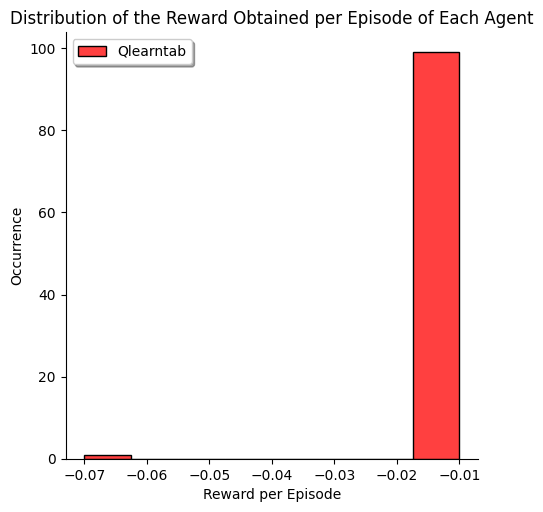 Distribution of the Reward Obtained per Episode of Each Agent
Qlearntab
100
80
60
40
20
0
Occurrence
−0.07 −0.06 −0.05 −0.04 −0.03 −0.02 −0.01
Reward per Episode